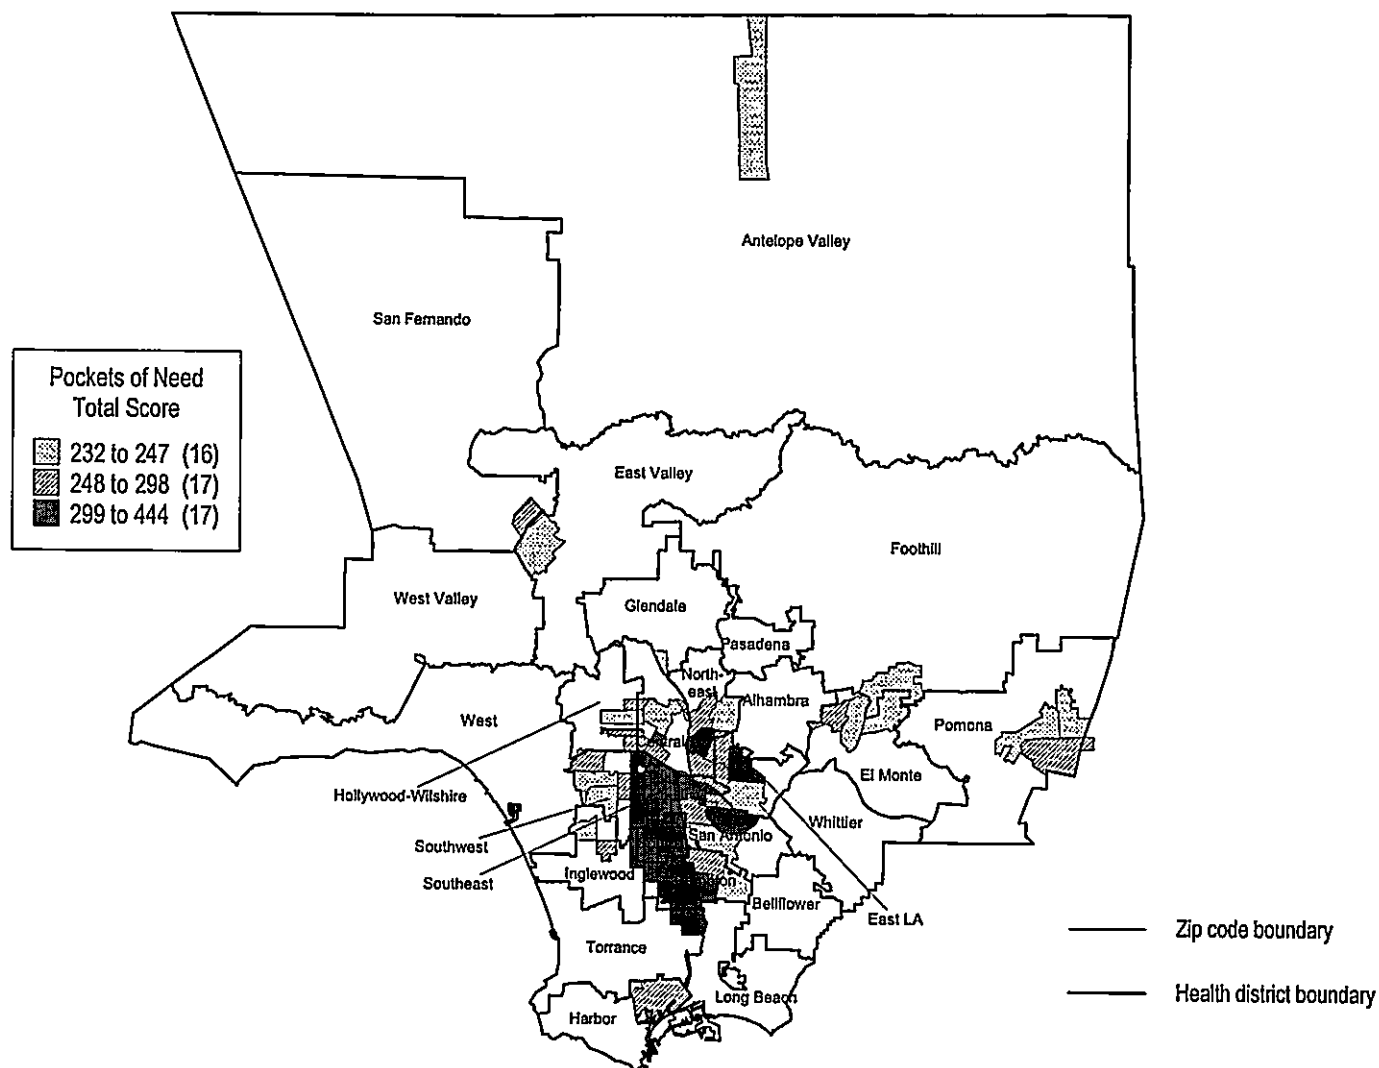 Antelope Valley
San Fernando
Pockets of Need
Total Score
232 to 247 (16)
248 to 298 (17)
299 to 444 (17)
East Valley
Foothill
West Valley
Glendale
Pasadena
North-
east
Alhambra
West
Pomona
Central
El Monte
Hollywood-Wilshire
Whittier
San Antonio
Southwest
Inglewood
Southeast
Bellflower
East LA
Zip code boundary
Torrance
Health district boundary
Long Beach
Harbor